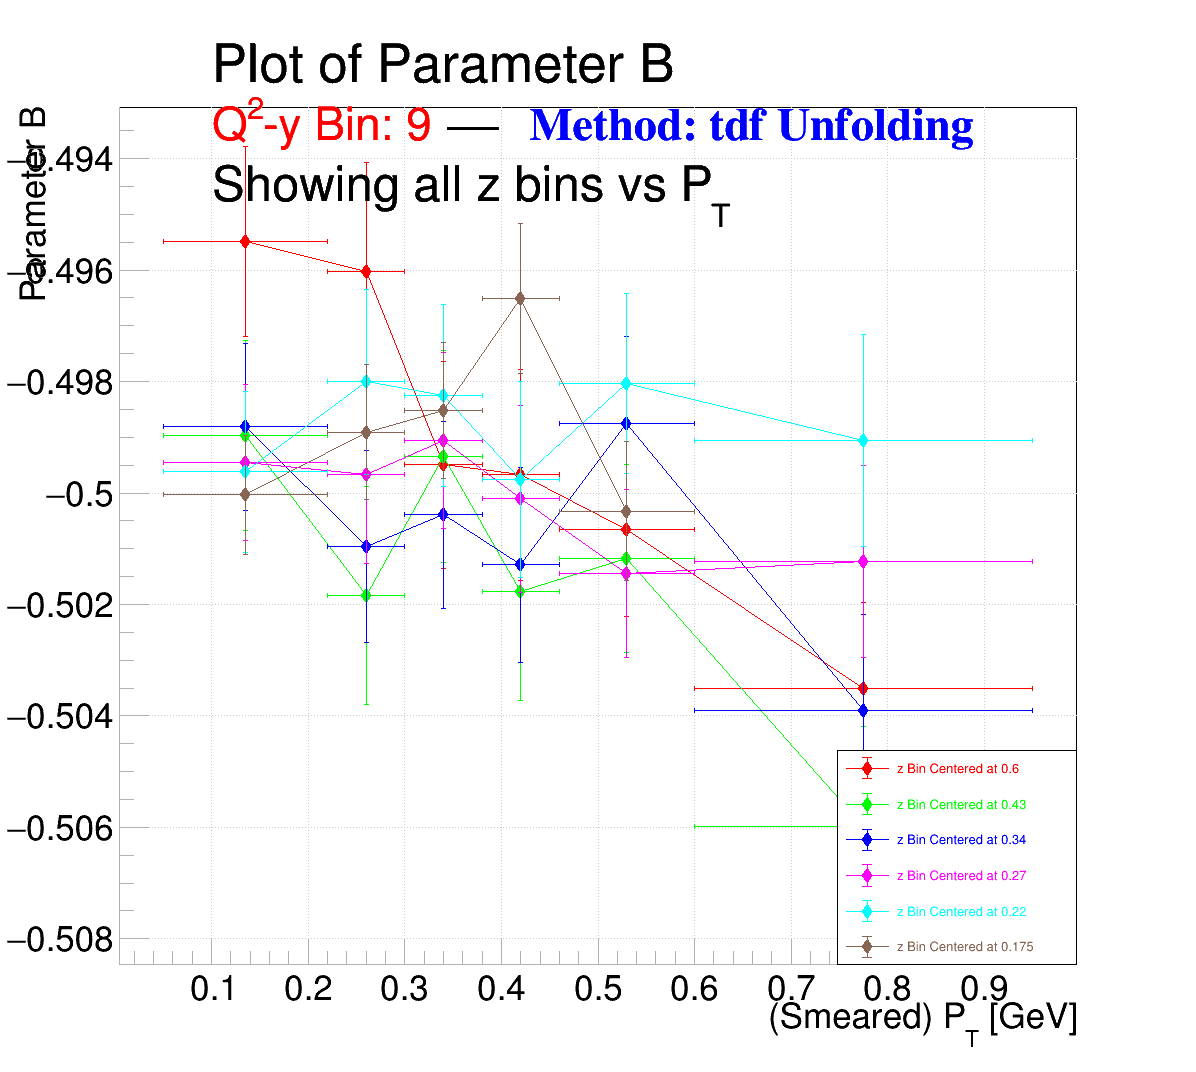 Plot of Parameter B
Q2-y Bin: 9 — Method: tdf Unfolding
Showing all z bins vs PT
Parameter B
−0.494
−0.496
−0.498
−0.5
−0.502
−0.504
−0.506
−0.508
z Bin Centered at 0.6
z Bin Centered at 0.43
z Bin Centered at 0.34
z Bin Centered at 0.27
z Bin Centered at 0.22
z Bin Centered at 0.175
0.1 0.2 0.3 0.4 0.5 0.6 0.7 0.8 0.9
(Smeared) PT [GeV]